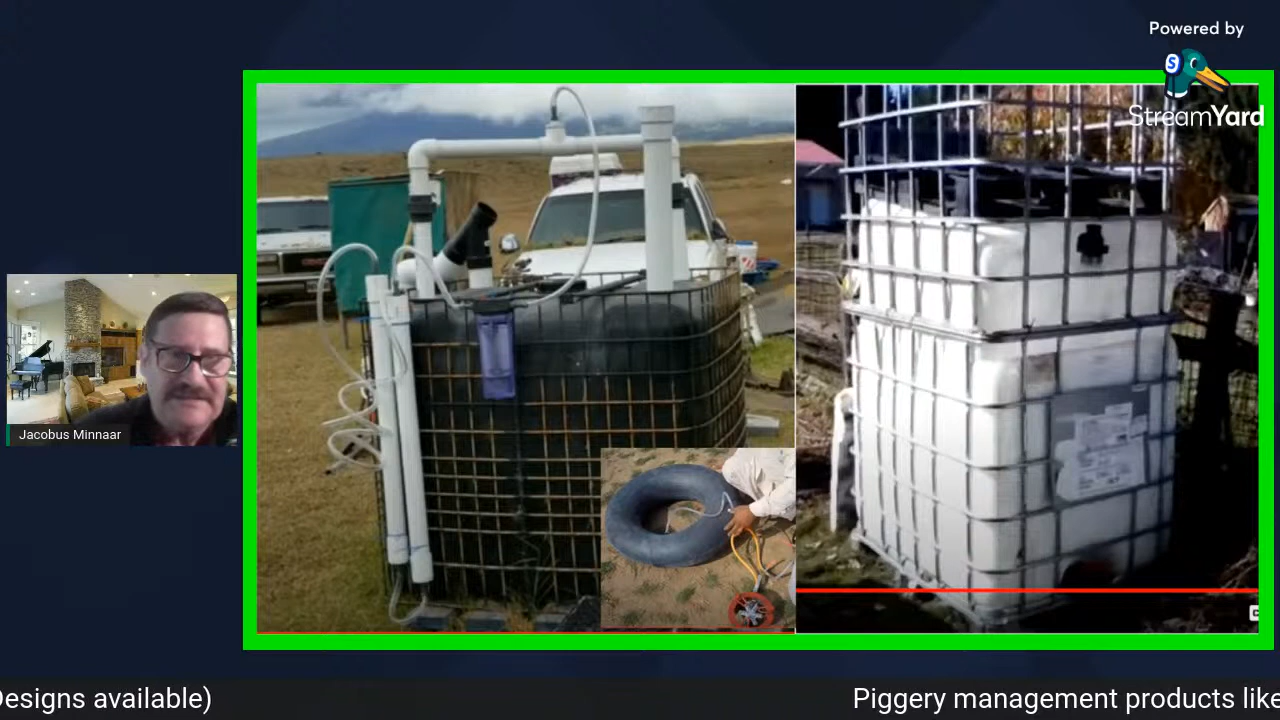 Powered by
StreamYard
Jacobus Minnaar
Designs available)
Piggery management products like